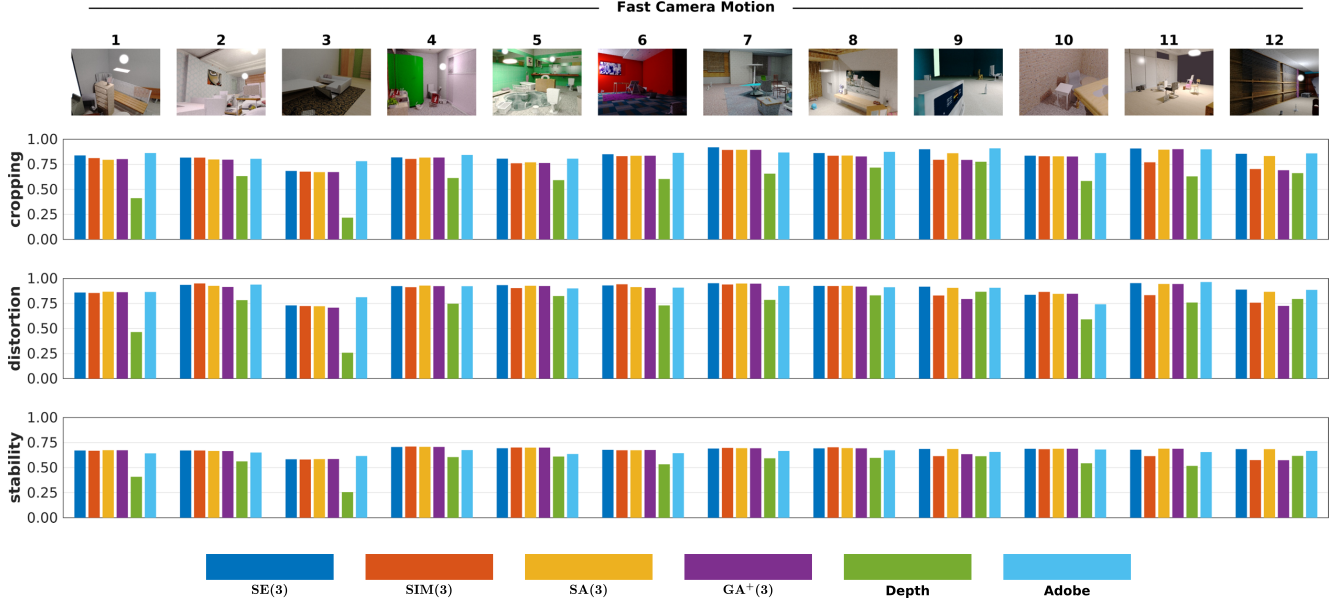 Fast Camera Motion
1 2 3 4 5 6 7 8 9 10 11 12
cropping
1.00
0.75
0.50
0.25
0.00
distortion
1.00
0.75
0.50
0.25
0.00
stability
1.00
0.75
0.50
0.25
0.00
SE(3) SIM(3) SA(3) GA⁺(3) Depth Adobe